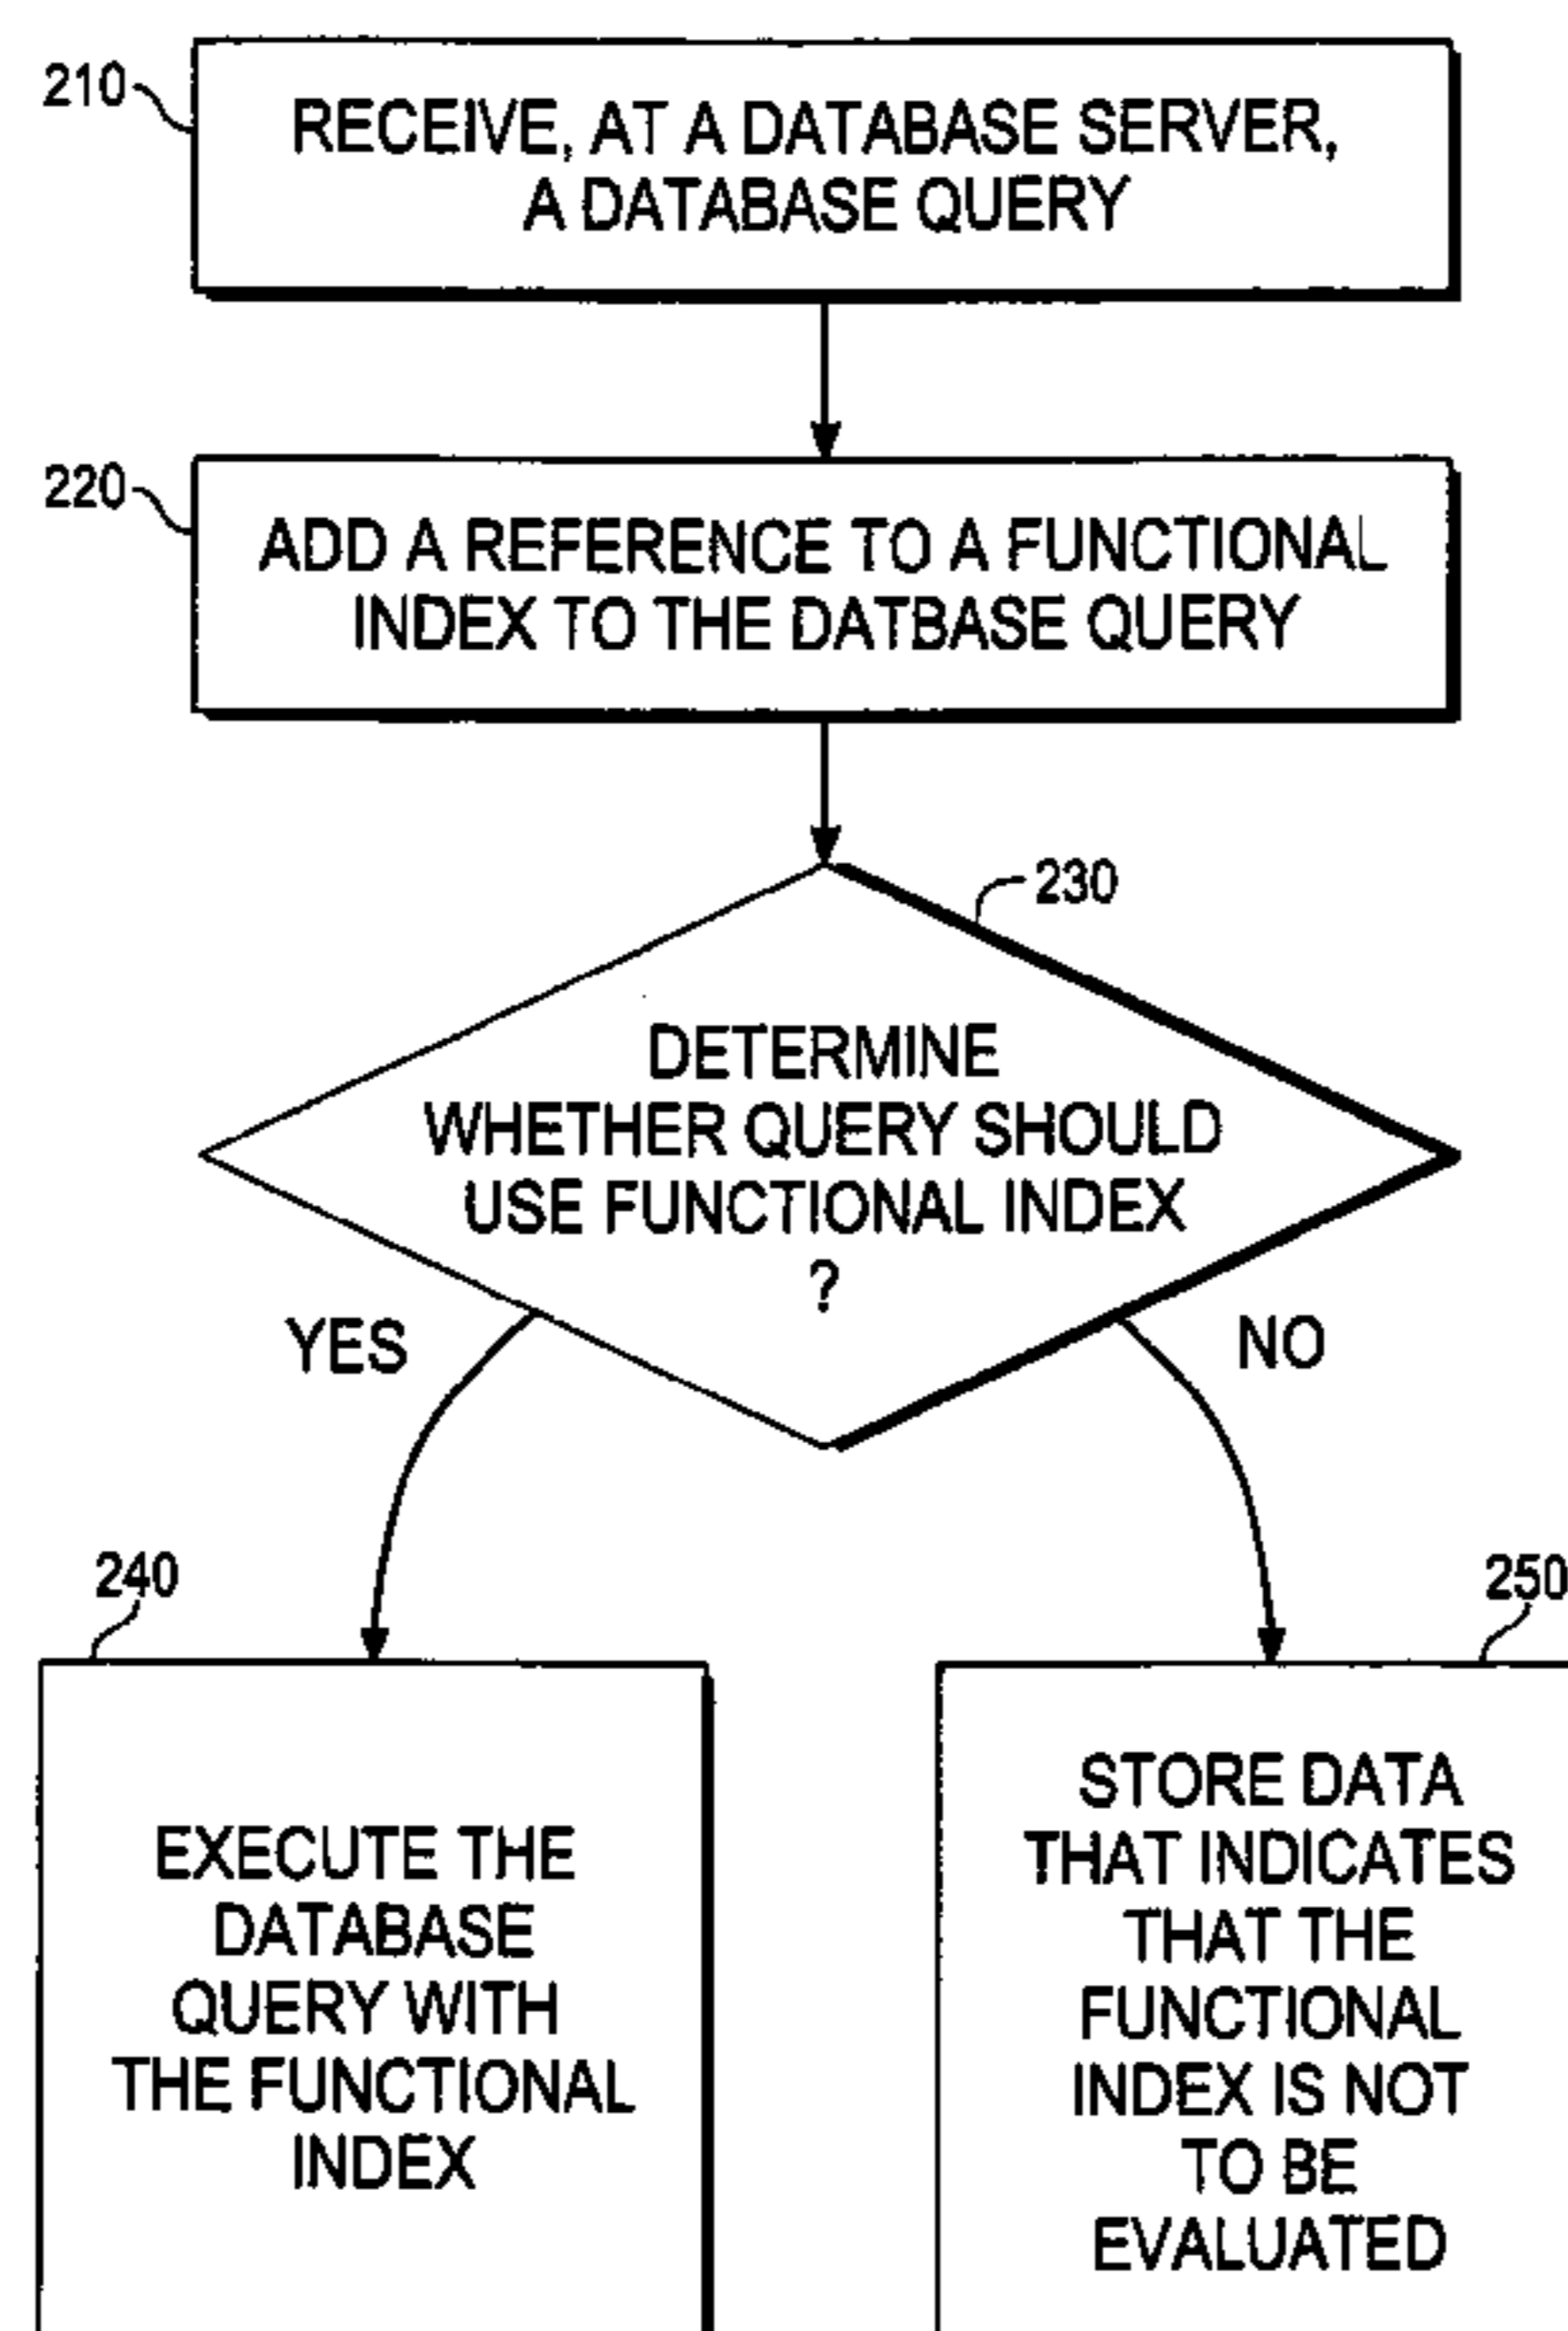 210
RECEIVE, AT A DATABASE SERVER,
A DATABASE QUERY
220
ADD A REFERENCE TO A FUNCTIONAL
INDEX TO THE DATBASE QUERY
230
DETERMINE
WHETHER QUERY SHOULD
USE FUNCTIONAL INDEX
?
YES
NO
240
EXECUTE THE
DATABASE
QUERY WITH
THE FUNCTIONAL
INDEX
250
STORE DATA
THAT INDICATES
THAT THE
FUNCTIONAL
INDEX IS NOT
TO BE
EVALUATED